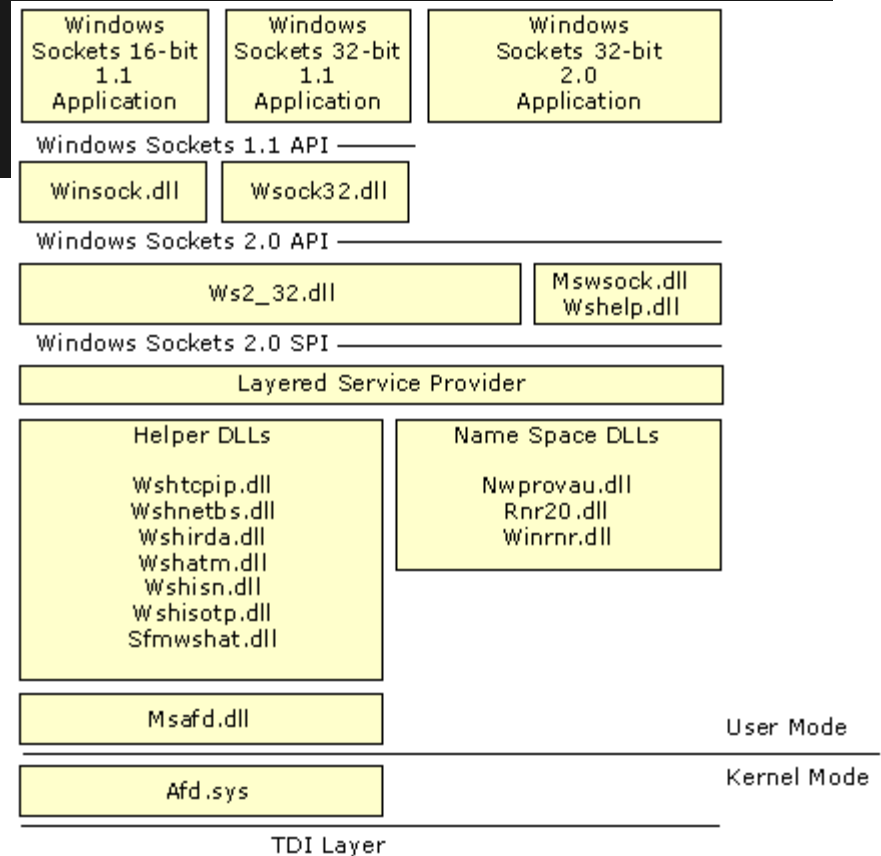 Windows
Sockets 16-bit
1.1
Application
Windows
Sockets 32-bit
1.1
Application
Windows
Sockets 32-bit
2.0
Application
Windows Sockets 1.1 API
Winsock.dll
Wsock32.dll
Windows Sockets 2.0 API
Ws2_32.dll
Mswsock.dll
Wshelp.dll
Windows Sockets 2.0 SPI
Layered Service Provider
Helper DLLs
Wshtcpip.dll
Wshnetbs.dll
Wshirda.dll
Wshatm.dll
Wshisn.dll
Wshisotp.dll
Sfmwshat.dll
Name Space DLLs
Nwprovau.dll
Rnr20.dll
Winrnr.dll
Msafd.dll
User Mode
Kernel Mode
Afd.sys
TDI Layer